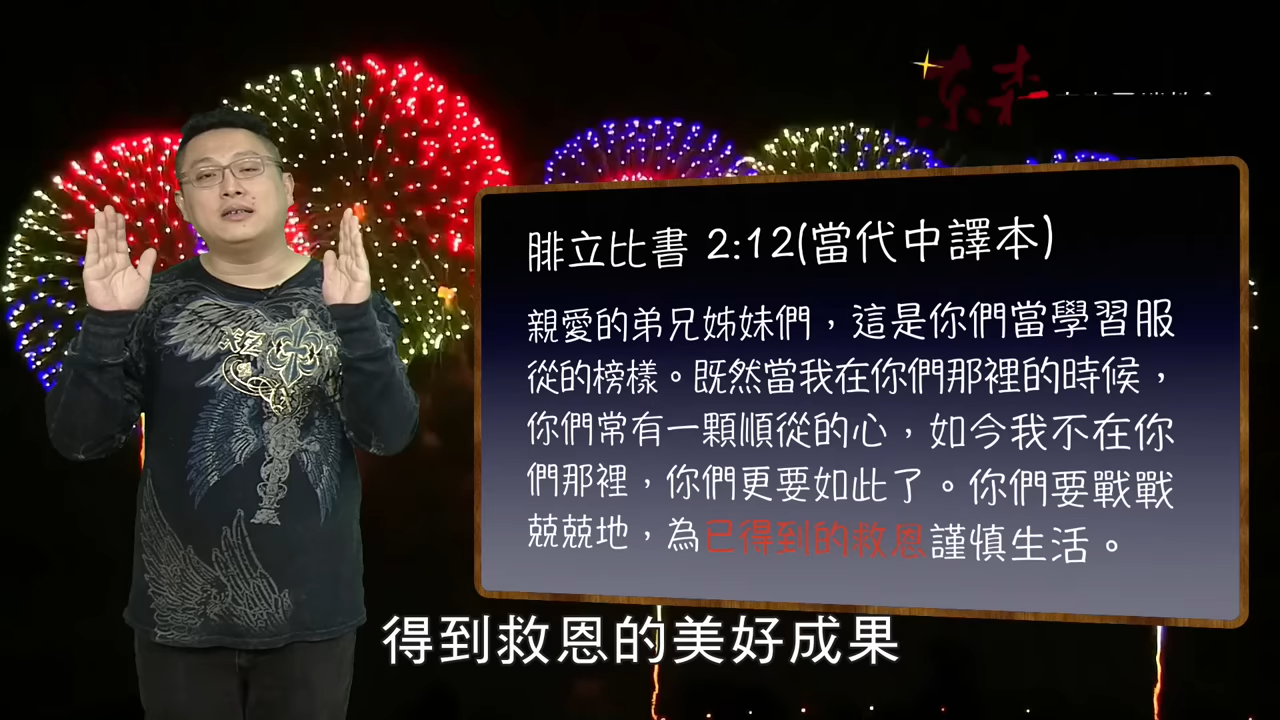 腓立比書 2:12(當代中譯本)
親愛的弟兄姊妹們，這是你們當學習服
從的榜樣。既然當我在你們那裡的時候，
你們常有一顆順從的心，如今我不在你
們那裡，你們更要如此了。你們要戰戰
兢兢地，為已得到的救恩謹慎生活。
得到救恩的美好成果